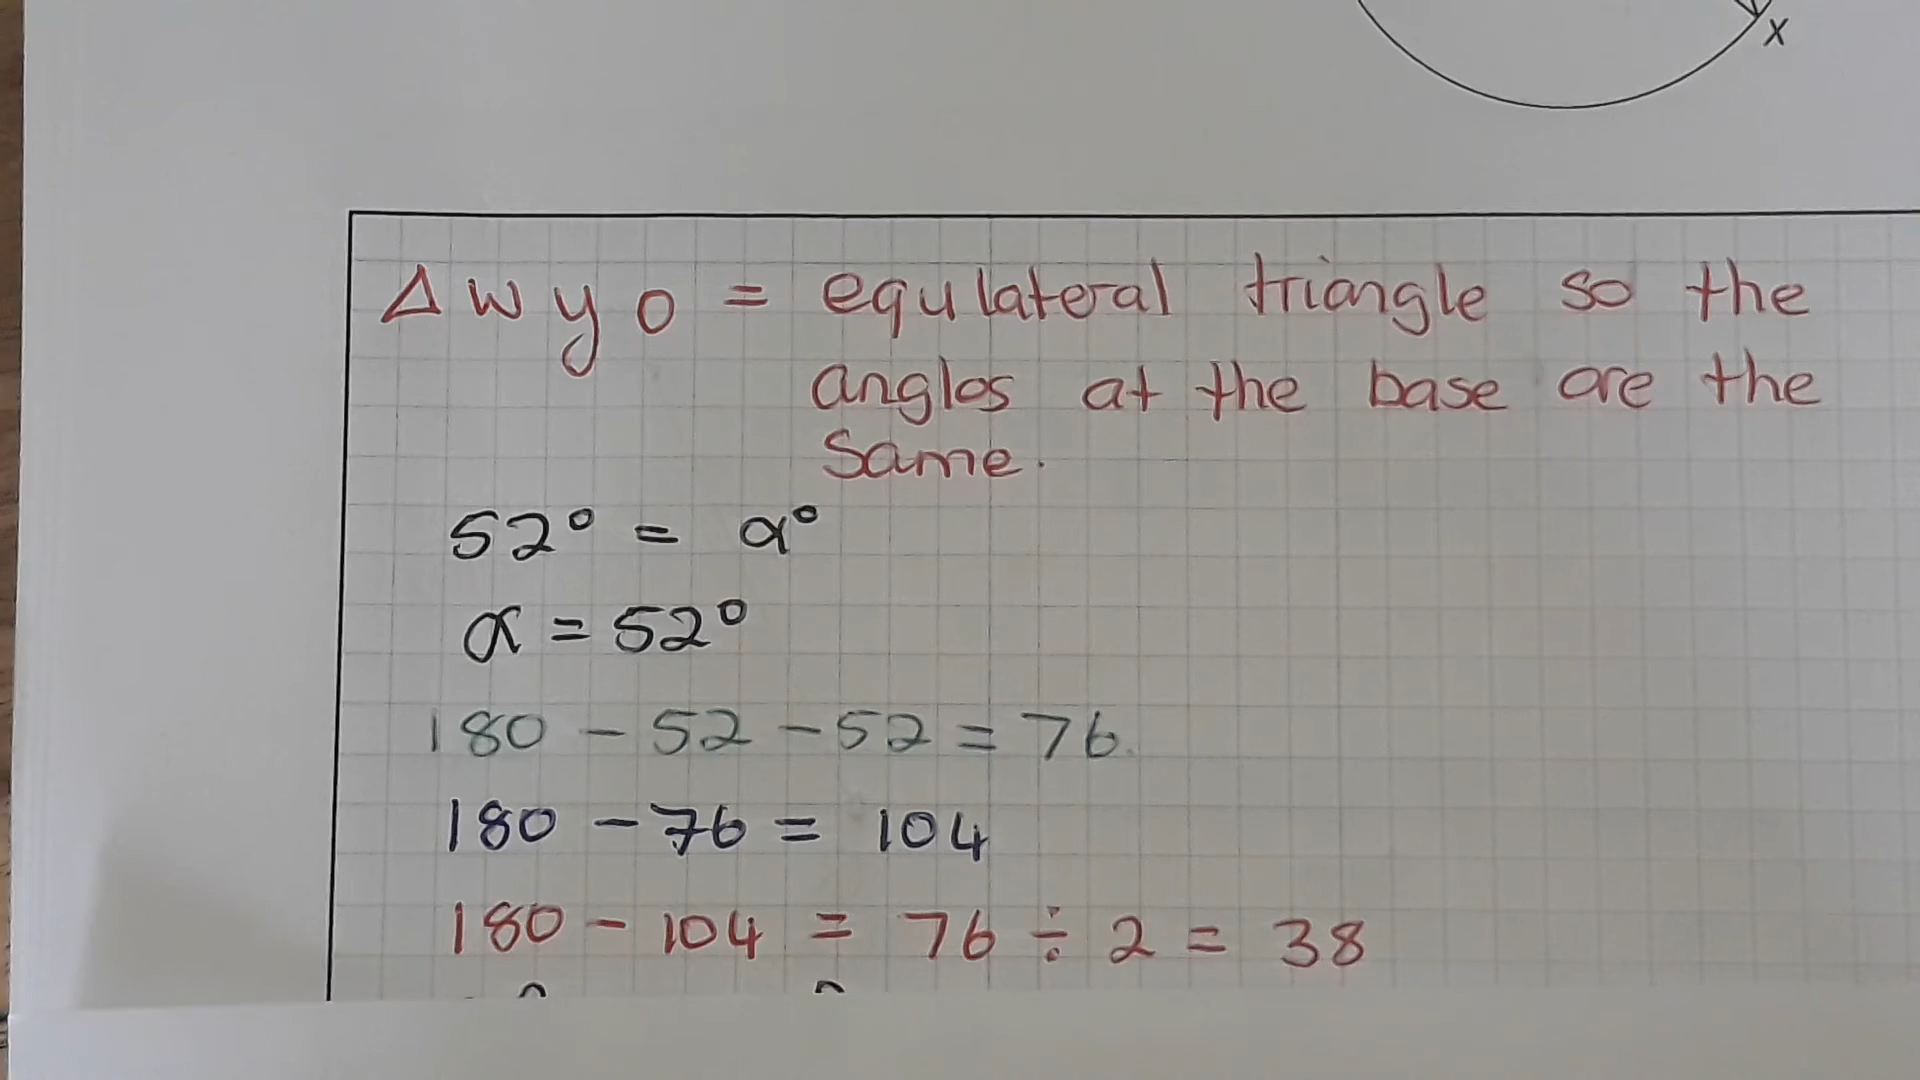 X
Δ w y o = equlateral triangle so the
angles at the base are the
same.
52° = α°
α = 52°
180 - 52 - 52 = 76
180 - 76 = 104
180 - 104 = 76 ÷ 2 = 38